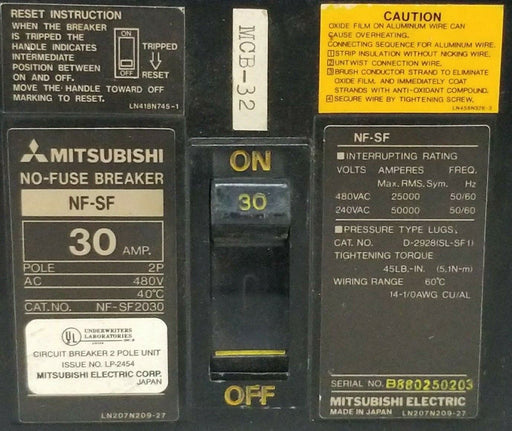 RESET INSTRUCTION
WHEN THE BREAKER
IS TRIPPED THE
HANDLE INDICATES
INTERMEDIATE
POSITION BETWEEN
ON AND OFF.
MOVE THE HANDLE TOWARD OFF
MARKING TO RESET.
ON
OFF
TRIPPED
RESET
LN418N745-1
MCB-32
CAUTION
OXIDE FILM ON ALUMINUM WIRE CAN
CAUSE OVERHEATING.
CONNECTING SEQUENCE FOR ALUMINUM WIRE.
1 STRIP INSULATION WITHOUT NICKING WIRE.
2 UNTWIST CONNECTION WIRE.
3 BRUSH CONDUCTOR STRAND TO ELIMINATE
OXIDE FILM, AND IMMEDIATELY COAT
STRANDS WITH ANTI-OXIDANT COMPOUND.
4 SECURE WIRE BY TIGHTENING SCREW.
MITSUBISHI
NO-FUSE BREAKER
NF-SF
30 AMP.
POLE 2P
AC 480V
40°C
CAT.NO. NF-SF2030
UL
UNDERWRITERS
LABORATORIES
CIRCUIT BREAKER 2 POLE UNIT
ISSUE NO. LP-2454
MITSUBISHI ELECTRIC CORP.
JAPAN
LN207N209-27
ON
30
OFF
NF-SF
■ INTERRUPTING RATING
VOLTS AMPERES FREQ.
Max. RMS. Sym. Hz
480VAC 25000 50/60
240VAC 50000 50/60
■ PRESSURE TYPE LUGS.
CAT. NO. D-2928(SL-SF1)
TIGHTENING TORQUE
45LB.-IN. (5.1N-m)
WIRING RANGE 60°C
14-1/0AWG CU/AL
SERIAL NO. B880250203
MITSUBISHI ELECTRIC
MADE IN JAPAN LN207N209-27